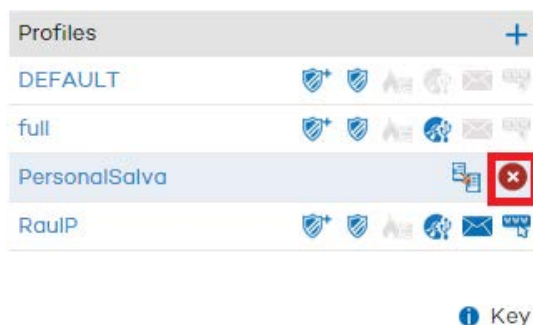 Profiles
DEFAULT
full
PersonalSalva
RaulP
Key